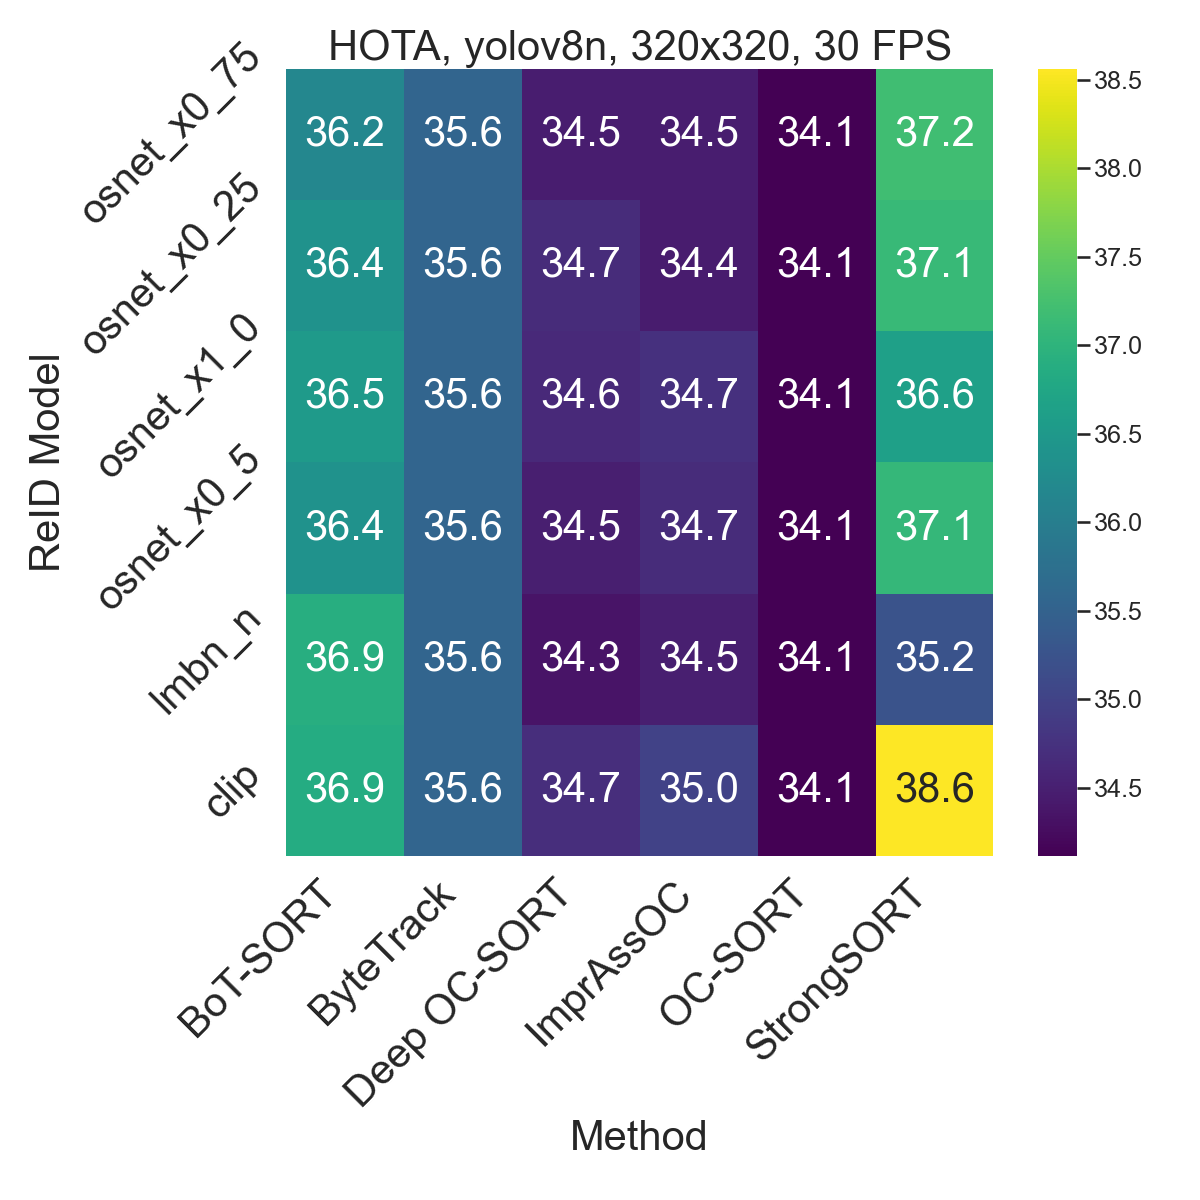 HOTA, yolov8n, 320x320, 30 FPS
ReID Model
osnet_x0_75 36.2 35.6 34.5 34.5 34.1 37.2
osnet_x0_25 36.4 35.6 34.7 34.4 34.1 37.1
osnet_x1_0 36.5 35.6 34.6 34.7 34.1 36.6
osnet_x0_5 36.4 35.6 34.5 34.7 34.1 37.1
lmbn_n 36.9 35.6 34.3 34.5 34.1 35.2
clip 36.9 35.6 34.7 35.0 34.1 38.6
BoT-SORT ByteTrack Deep OC-SORT ImprAssOC OC-SORT StrongSORT
Method
38.5
38.0
37.5
37.0
36.5
36.0
35.5
35.0
34.5